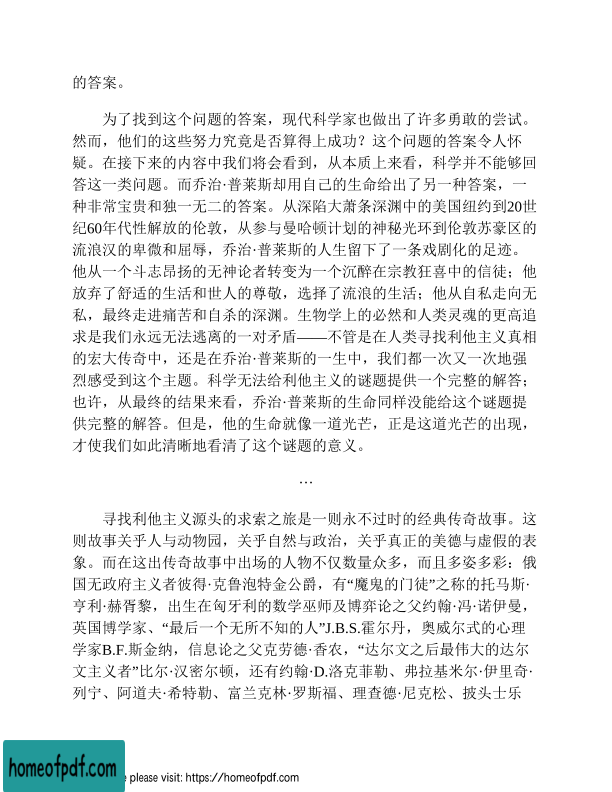 的答案。
为了找到这个问题的答案，现代科学家也做出了许多勇敢的尝试。
然而，他们的这些努力究竟是否算得上成功？这个问题的答案令人怀
疑。在接下来的内容中我们将会看到，从本质上来看，科学并不能够回
答这一类问题。而乔治·普莱斯却用自己的生命给出了另一种答案，一
种非常宝贵和独一无二的答案。从深陷大萧条深渊中的美国纽约到20世
纪60年代性解放的伦敦，从参与曼哈顿计划的神秘光环到伦敦苏豪区的
流浪汉的卑微和屈辱，乔治·普莱斯的人生留下了一条戏剧化的足迹。
他从一个斗志昂扬的无神论者转变为一个沉醉在宗教狂喜中的信徒；他
放弃了舒适的生活和世人的尊敬，选择了流浪的生活；他从自私走向无
私，最终走进痛苦和自杀的深渊。生物学上的必然和人类灵魂的更高追
求是我们永远无法逃离的一对矛盾——不管是在人类寻找利他主义真相
的宏大传奇中，还是在乔治·普莱斯的一生中，我们都一次又一次地强
烈感受到这个主题。科学无法给利他主义的谜题提供一个完整的解答；
也许，从最终的结果来看，乔治·普莱斯的生命同样没能给这个谜题提
供完整的解答。但是，他的生命就像一道光芒，正是这道光芒的出现，
才使我们如此清晰地看清了这个谜题的意义。
…
寻找利他主义源头的求索之旅是一则永不过时的经典传奇故事。这
则故事关乎人与动物园，关乎自然与政治，关乎真正的美德与虚假的表
象。而在这出传奇故事中出场的人物不仅数量众多，而且多姿多彩：俄
国无政府主义者彼得·克鲁泡特金公爵，有“魔鬼的门徒”之称的托马斯·
亨利·赫胥黎，出生在匈牙利的数学巫师及博弈论之父约翰·冯·诺伊曼，
英国博学家、“最后一个无所不知的人”J.B.S.霍尔丹，奥威尔式的心理
学家B.F.斯金纳，信息论之父克劳德·香农，“达尔文之后最伟大的达尔
文主义者”比尔·汉密尔顿，还有约翰·D.洛克菲勒、弗拉基米尔·伊里奇·
列宁、阿道夫·希特勒、富兰克林·罗斯福、理查德·尼克松、披头士乐
homeofpdf.com
please visit: https://homeofpdf.com